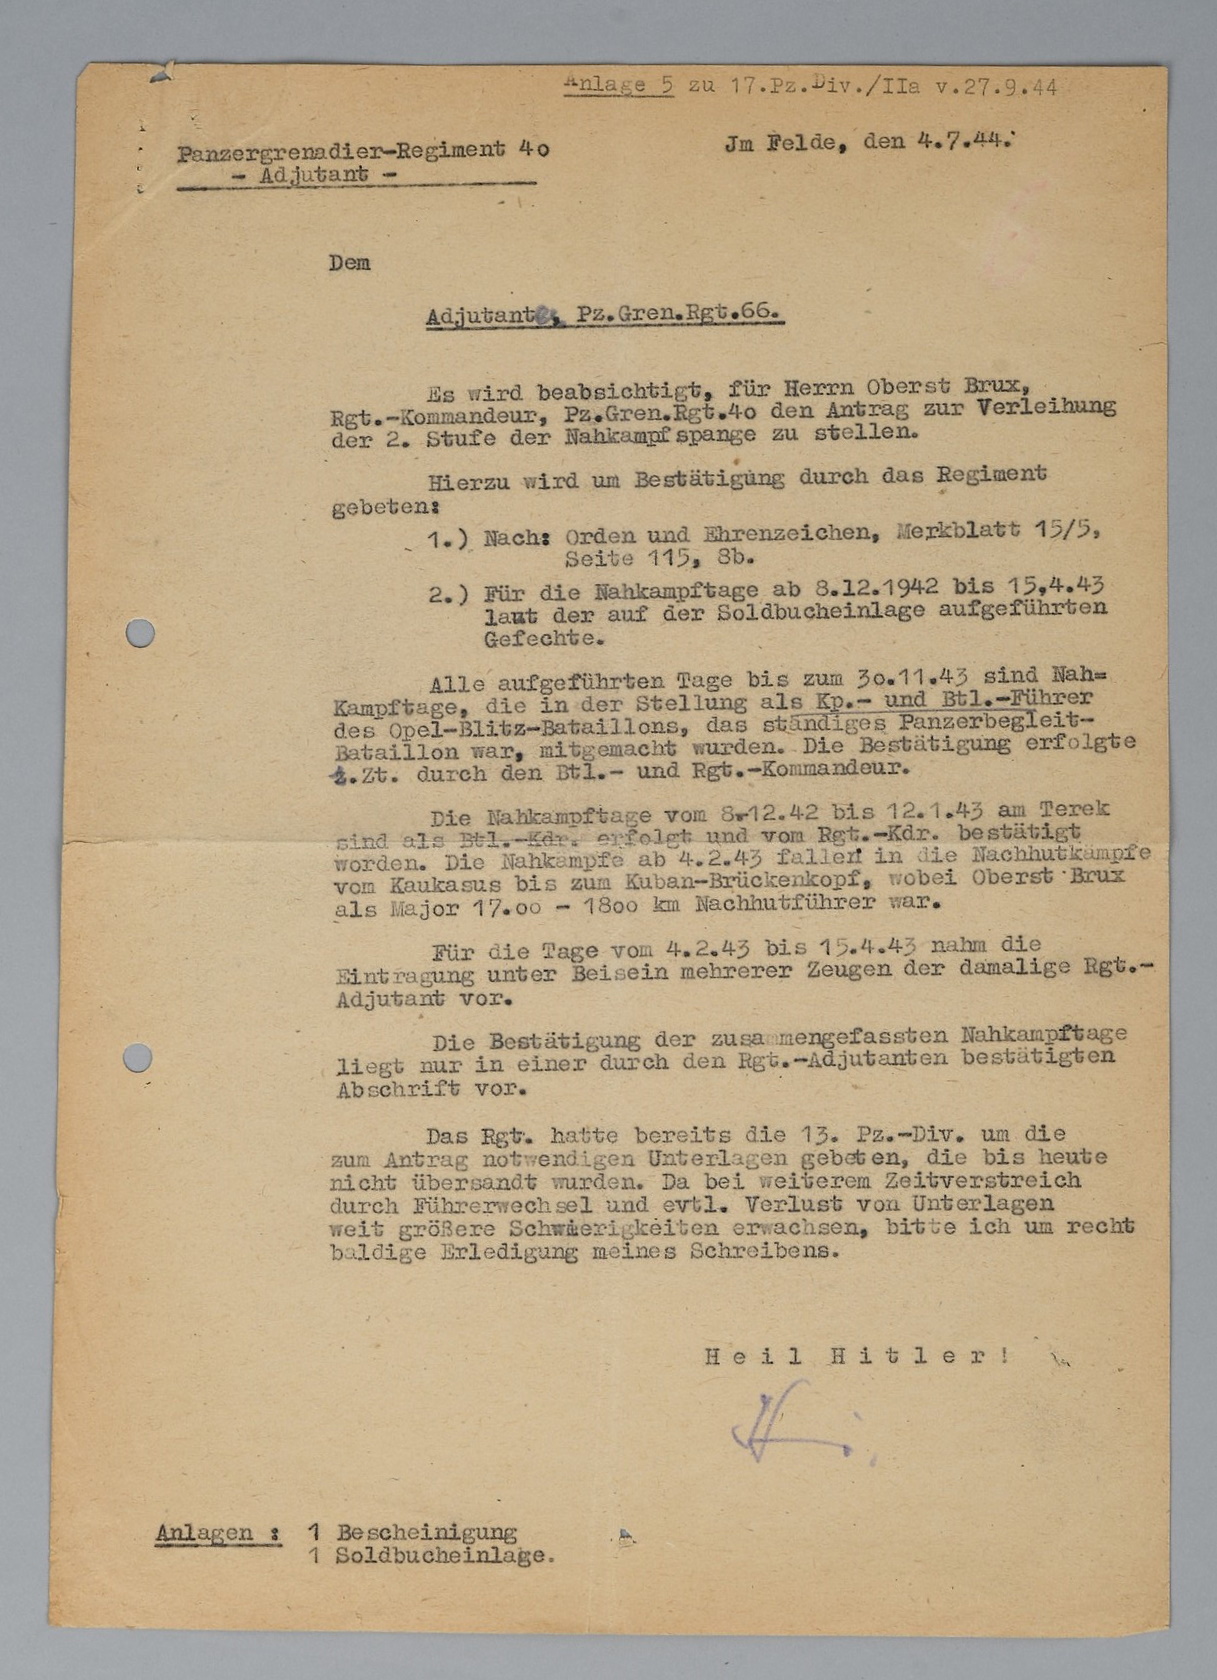 Anlage 5 zu 17.Pz.Div./IIa v.27.9.44
Panzergrenadier-Regiment 40
- Adjutant -
Jm Felde, den 4.7.44.
Dem
Adjutant, Pz.Gren.Rgt.66.
Es wird beabsichtigt, für Herrn Oberst Brux,
Rgt.-Kommandeur, Pz.Gren.Rgt.40 den Antrag zur Verleihung
der 2. Stufe der Nahkampfspange zu stellen.
Hierzu wird um Bestätigung durch das Regiment
gebeten:
1.) Nach: Orden und Ehrenzeichen, Merkblatt 15/5,
Seite 115, 8b.
2.) Für die Nahkampftage ab 8.12.1942 bis 15.4.43
laut der auf der Soldbucheinlage aufgeführten
Gefechte.
Alle aufgeführten Tage bis zum 30.11.43 sind Nah=
Kampftage, die in der Stellung als Kp.- und Btl.-Führer
des Opel-Blitz-Bataillons, das ständiges Panzerbegleit-
Bataillon war, mitgemacht wurden. Die Bestätigung erfolgte
z.Zt. durch den Btl.- und Rgt.-Kommandeur.
Die Nahkampftage vom 8.12.42 bis 12.1.43 am Terek
sind als Btl.-Kdr. erfolgt und vom Rgt.-Kdr. bestätigt
worden. Die Nahkämpfe ab 4.2.43 fallen in die Nachhutkämpfe
vom Kaukasus bis zum Kuban-Brückenkopf, wobei Oberst Brux
als Major 17.00 - 1800 km Nachhutführer war.
Für die Tage vom 4.2.43 bis 15.4.43 nahm die
Eintragung unter Beisein mehrerer Zeugen der damalige Rgt.-
Adjutant vor.
Die Bestätigung der zusammengefassten Nahkampftage
liegt nur in einer durch den Rgt.-Adjutanten bestätigten
Abschrift vor.
Das Rgt. hatte bereits die 13. Pz.-Div. um die
zum Antrag notwendigen Unterlagen gebeten, die bis heute
nicht übersandt wurden. Da bei weiterem Zeitverstreich
durch Führerwechsel und evtl. Verlust von Unterlagen
weit größere Schwierigkeiten erwachsen, bitte ich um recht
baldige Erledigung meines Schreibens.
Heil Hitler!
Anlagen : 1 Bescheinigung
1 Soldbucheinlage.